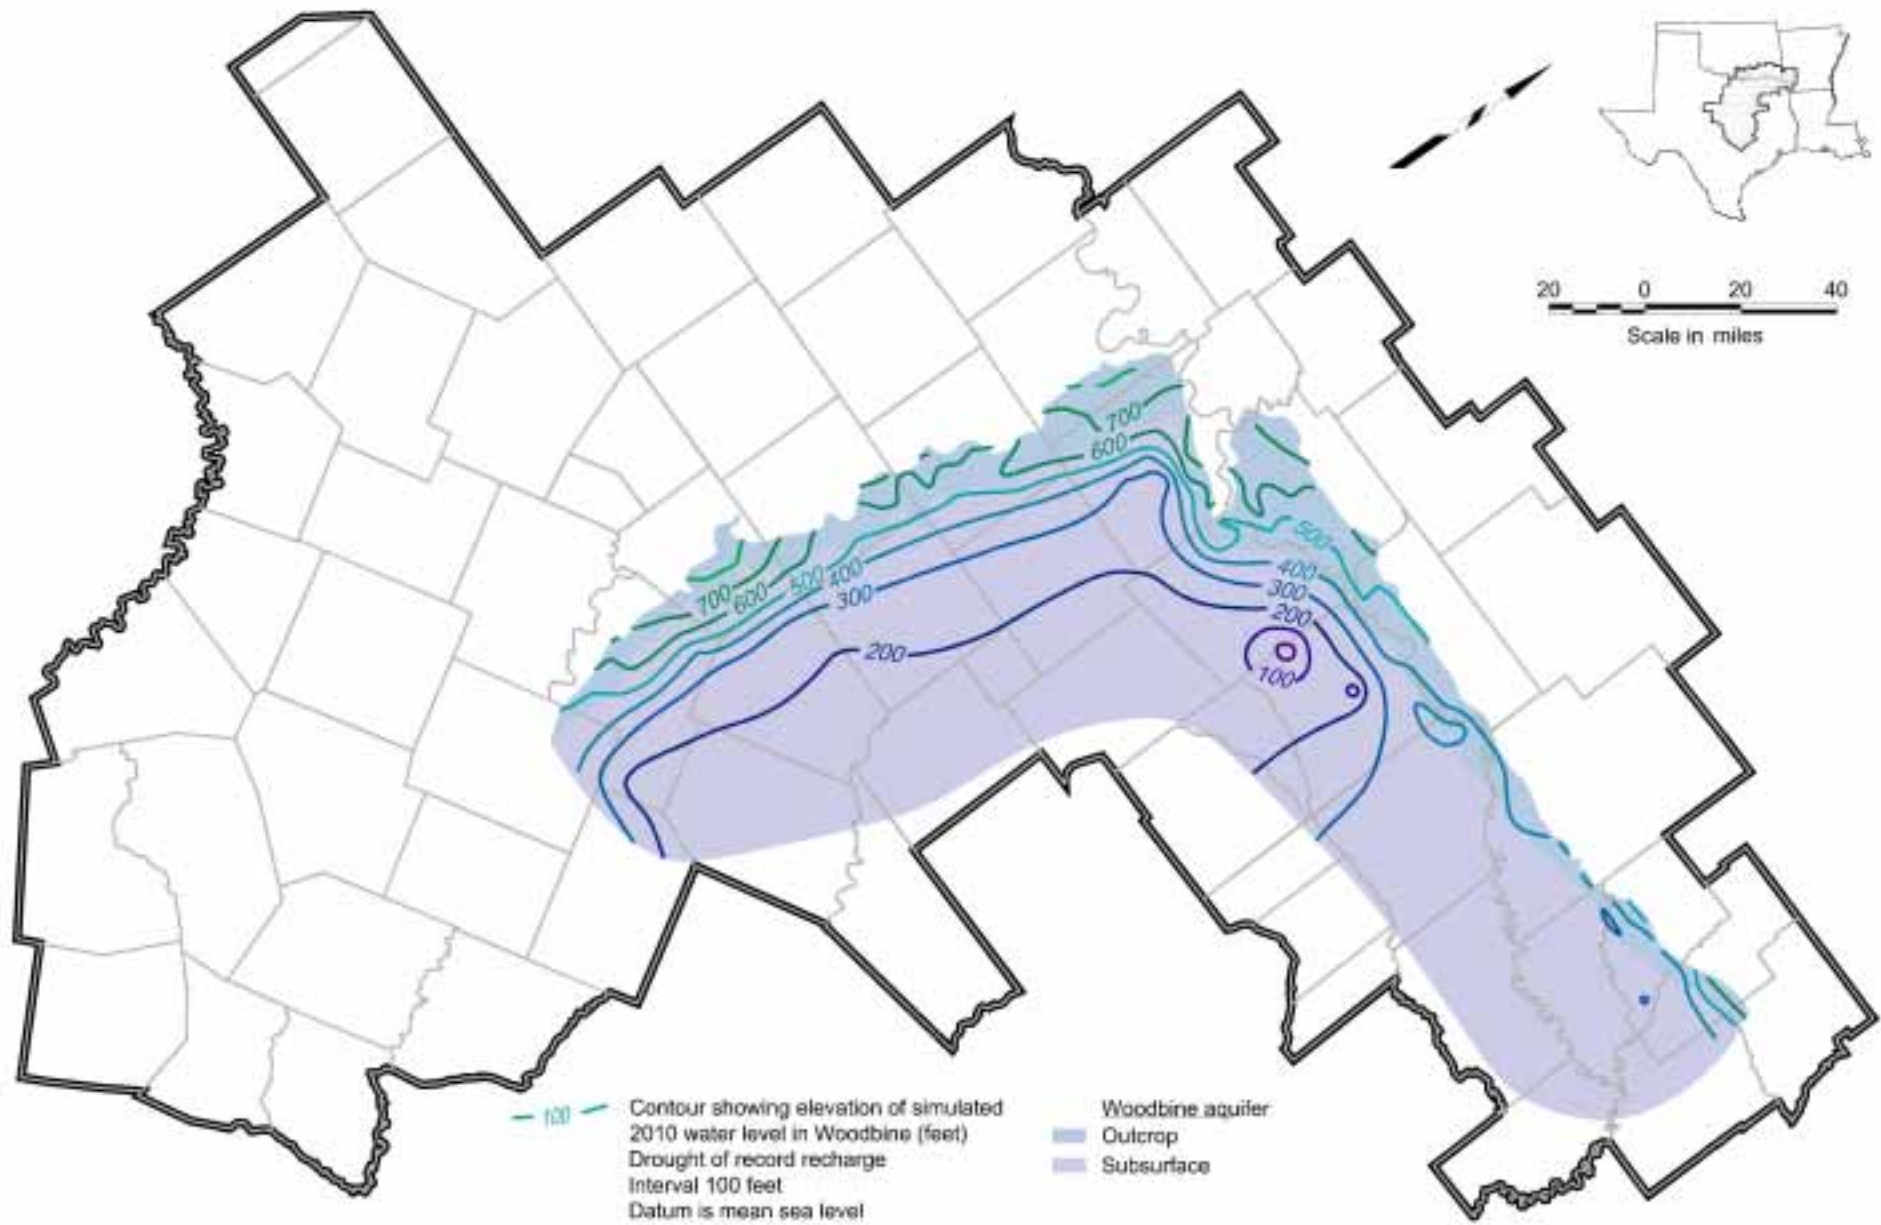 20 0 20 40
Scale in miles
700
600
500
400
300
200
100
700
600
500
400
300
200
100
Contour showing elevation of simulated
2010 water level in Woodbine (feet)
Drought of record recharge
Interval 100 feet
Datum is mean sea level
Woodbine aquifer
Outcrop
Subsurface